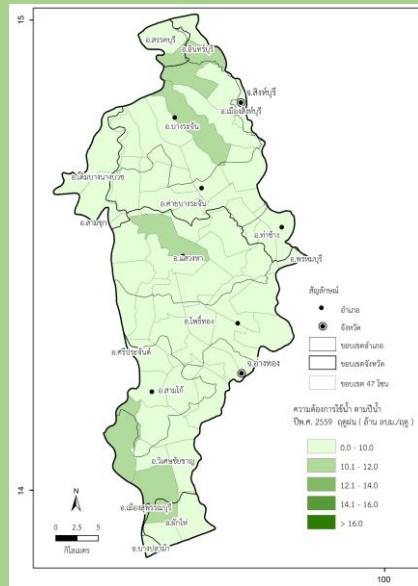 15
อ.สรรคบุรี
อ.อินทร์บุรี
จ.สิงห์บุรี
อ.เมืองสิงห์บุรี
อ.บางระจัน
อ.เดิมบางนางบวช
อ.ค่ายบางระจัน
อ.สามชุก
อ.ท่าช้าง
อ.พรหมบุรี
อ.แสวงหา
สัญลักษณ์
อำเภอ
จังหวัด
ขอบเขตอำเภอ
ขอบเขตจังหวัด
ขอบเขต 47 โซน
อ.โพธิ์ทอง
อ.ศรีประจันต์
จ.อ่างทอง
อ.สามโก้
ความต้องการใช้น้ำ ตามปีน้ำ
ปีพ.ศ. 2559 ฤดูฝน ( ล้าน ลบม./ฤดู )
0.0 - 10.0
10.1 - 12.0
12.1 - 14.0
14.1 - 16.0
> 16.0
อ.วิเศษชัยชาญ
14
N
อ.เมืองสุพรรณบุรี
อ.ผักไห่
0 2.5 5
กิโลเมตร
อ.บางปลาม้า
100